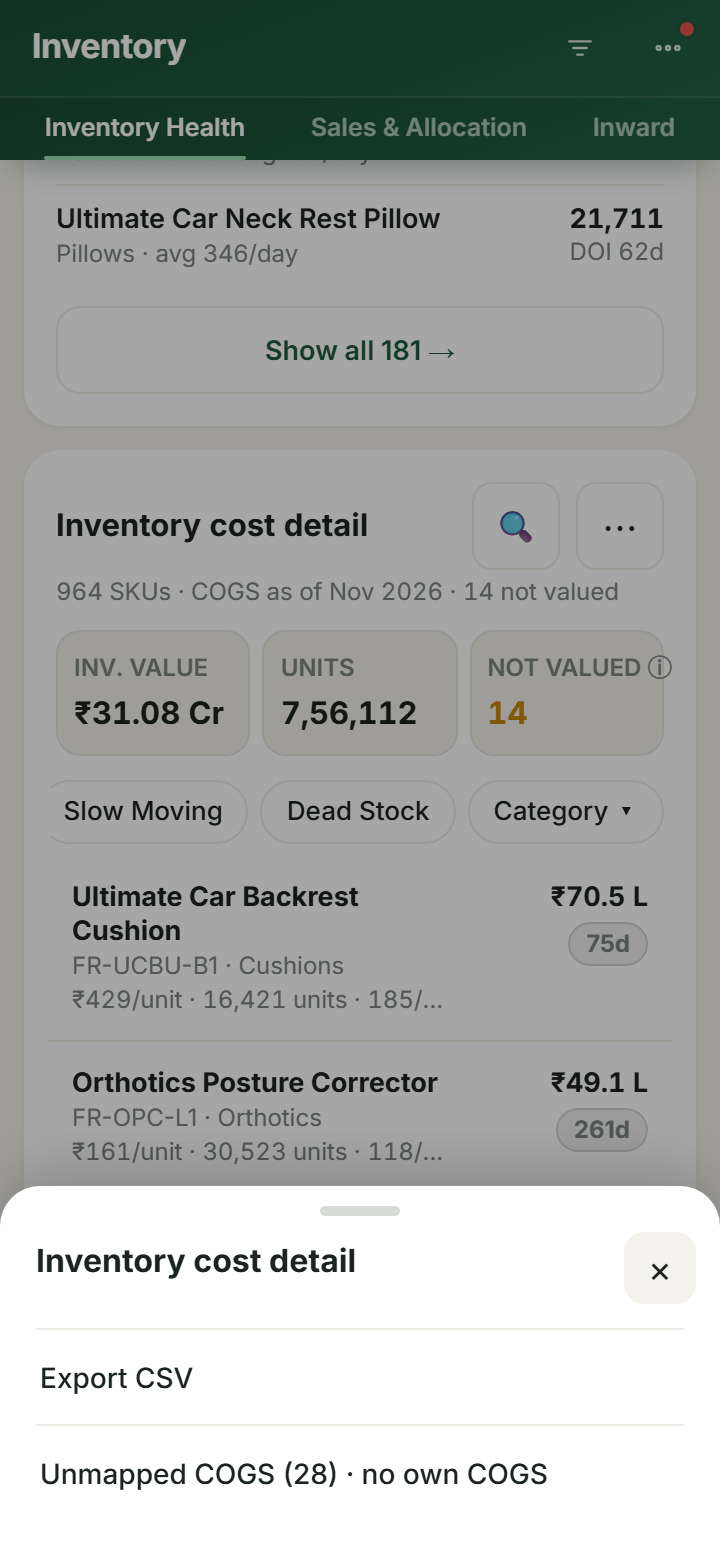 Inventory
Inventory Health
Sales & Allocation
Inward
Ultimate Car Neck Rest Pillow
21,711
Pillows · avg 346/day
DOI 62d
Show all 181 →
Inventory cost detail
...
964 SKUs · COGS as of Nov 2026 · 14 not valued
INV. VALUE
UNITS
NOT VALUED ⓘ
₹31.08 Cr
7,56,112
14
Slow Moving
Dead Stock
Category ▾
Ultimate Car Backrest
Cushion
₹70.5 L
75d
FR-UCBU-B1 · Cushions
₹429/unit · 16,421 units · 185/...
Orthotics Posture Corrector
₹49.1 L
FR-OPC-L1 · Orthotics
261d
₹161/unit · 30,523 units · 118/...
Inventory cost detail
×
Export CSV
Unmapped COGS (28) · no own COGS